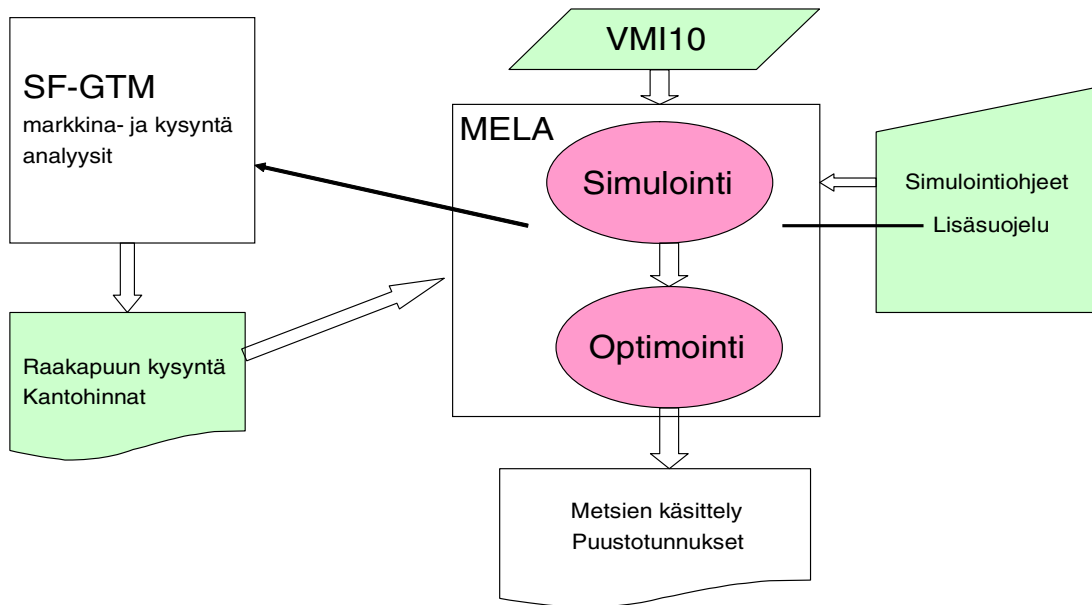 VMI10
SF-GTM
markkina- ja kysyntä
analyysit
MELA
Simulointi
Simulointiohjeet
Lisäsuojelu
Optimointi
Raakapuun kysyntä
Kantohinnat
Metsien käsittely
Puustotunnukset